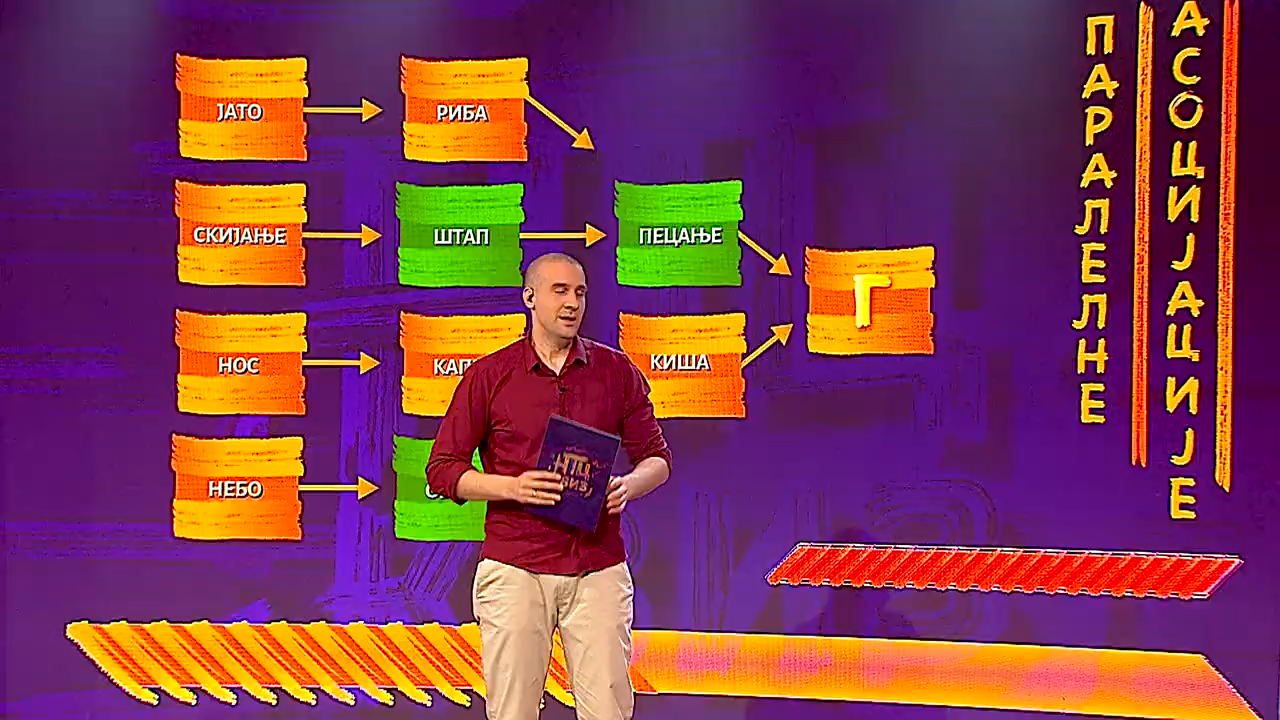 ЈАТО
РИБА
СКИЈАЊЕ
ШТАП
ПЕЦАЊЕ
Г
НОС
КИША
НЕБО
ПАРАЛЕЛНЕ
АСОЦИЈАЦИЈЕ